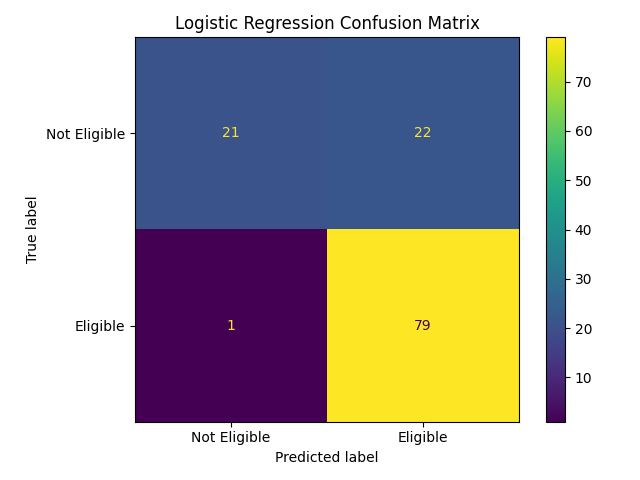 Logistic Regression Confusion Matrix
Not Eligible
21
22
Eligible
1
79
Not Eligible
Eligible
Predicted label
True label
70
60
50
40
30
20
10